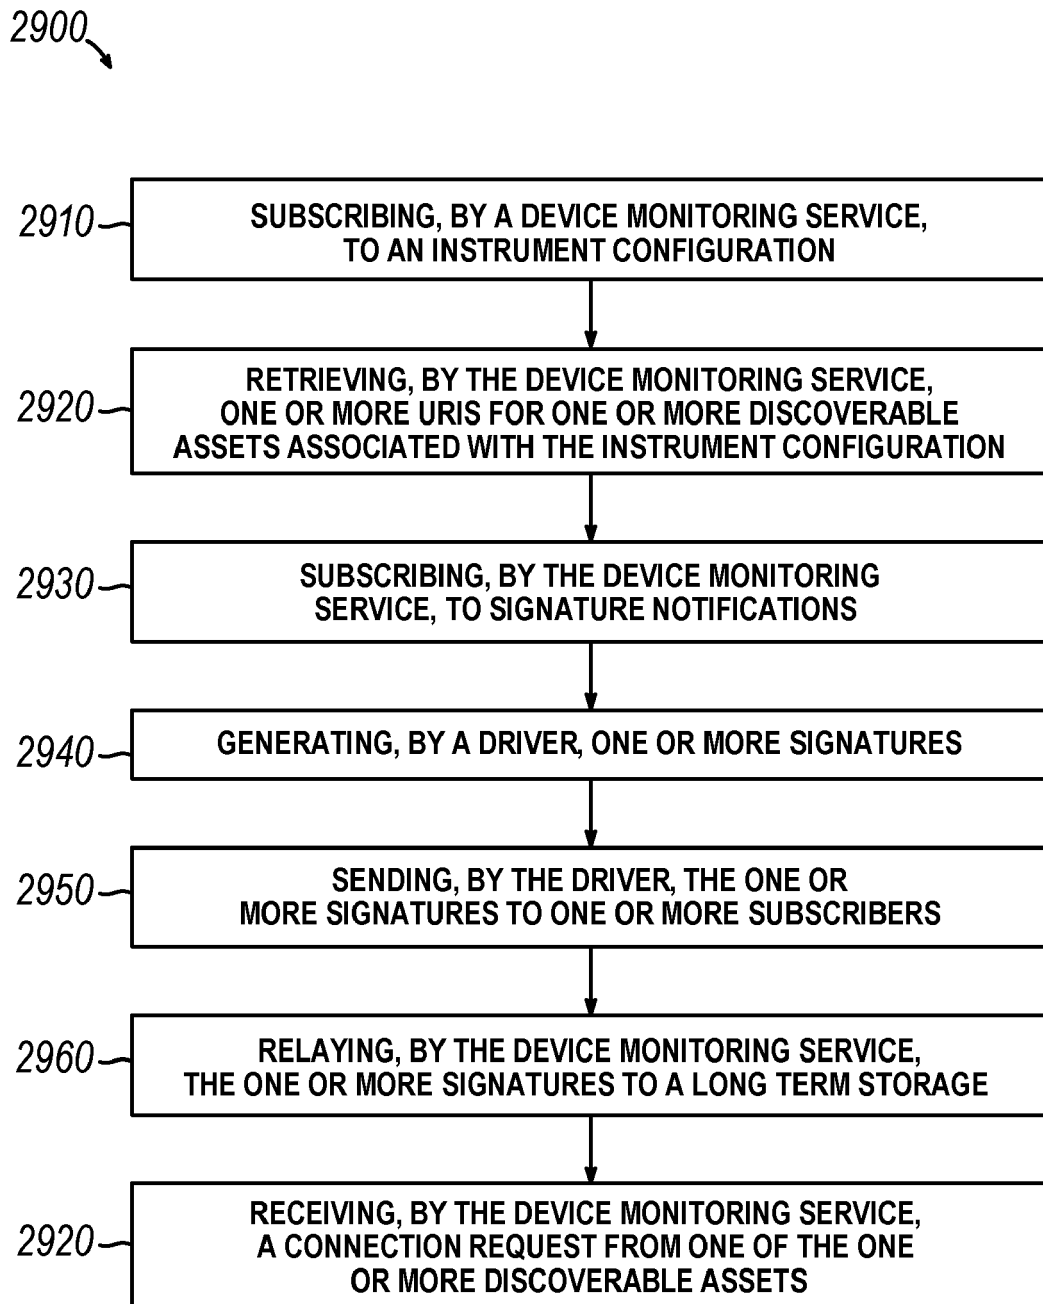 2900
2910
SUBSCRIBING, BY A DEVICE MONITORING SERVICE,
TO AN INSTRUMENT CONFIGURATION
2920
RETRIEVING, BY THE DEVICE MONITORING SERVICE,
ONE OR MORE URIS FOR ONE OR MORE DISCOVERABLE
ASSETS ASSOCIATED WITH THE INSTRUMENT CONFIGURATION
2930
SUBSCRIBING, BY THE DEVICE MONITORING
SERVICE, TO SIGNATURE NOTIFICATIONS
2940
GENERATING, BY A DRIVER, ONE OR MORE SIGNATURES
2950
SENDING, BY THE DRIVER, THE ONE OR
MORE SIGNATURES TO ONE OR MORE SUBSCRIBERS
2960
RELAYING, BY THE DEVICE MONITORING SERVICE,
THE ONE OR MORE SIGNATURES TO A LONG TERM STORAGE
2920
RECEIVING, BY THE DEVICE MONITORING SERVICE,
A CONNECTION REQUEST FROM ONE OF THE ONE
OR MORE DISCOVERABLE ASSETS